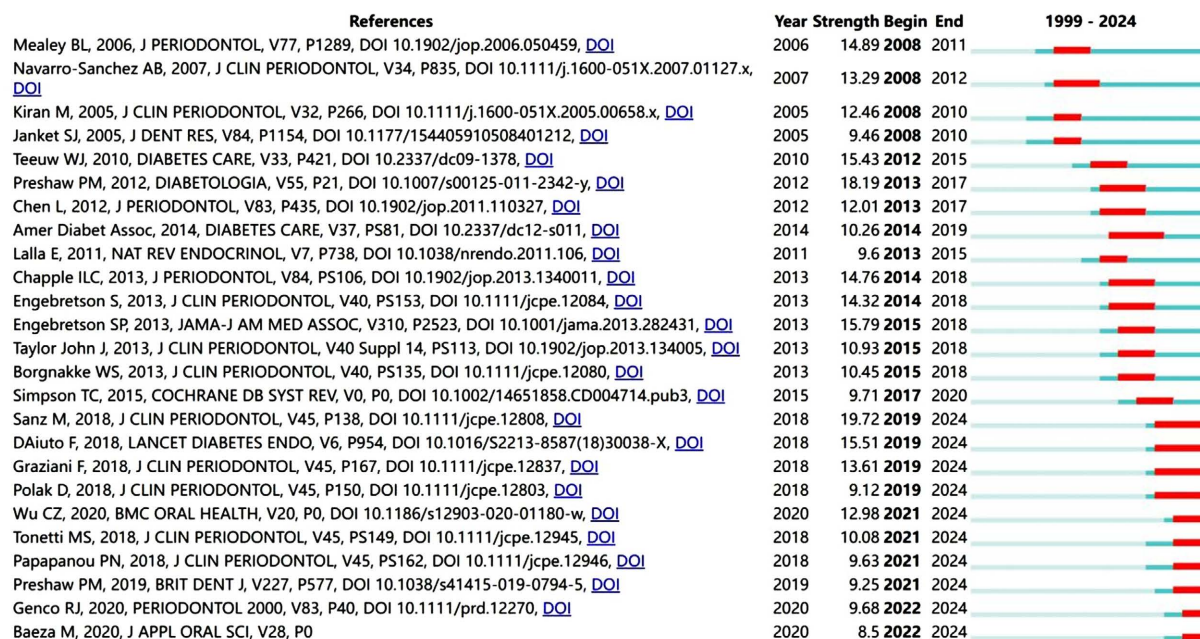 References Year Strength Begin End 1999 - 2024
Mealey BL, 2006, J PERIODONTOL, V77, P1289, DOI 10.1902/jop.2006.050459, DOI 2006 14.89 2008 2011
Navarro-Sanchez AB, 2007, J CLIN PERIODONTOL, V34, P835, DOI 10.1111/j.1600-051X.2007.01127.x,
DOI 2007 13.29 2008 2012
Kiran M, 2005, J CLIN PERIODONTOL, V32, P266, DOI 10.1111/j.1600-051X.2005.00658.x, DOI 2005 12.46 2008 2010
Janket SJ, 2005, J DENT RES, V84, P1154, DOI 10.1177/154405910508401212, DOI 2005 9.46 2008 2010
Teeuw WJ, 2010, DIABETES CARE, V33, P421, DOI 10.2337/dc09-1378, DOI 2010 15.43 2012 2015
Preshaw PM, 2012, DIABETOLOGIA, V55, P21, DOI 10.1007/s00125-011-2342-y, DOI 2012 18.19 2013 2017
Chen L, 2012, J PERIODONTOL, V83, P435, DOI 10.1902/jop.2011.110327, DOI 2012 12.01 2013 2017
Amer Diabet Assoc, 2014, DIABETES CARE, V37, PS81, DOI 10.2337/dc12-s011, DOI 2014 10.26 2014 2019
Lalla E, 2011, NAT REV ENDOCRINOL, V7, P738, DOI 10.1038/nrendo.2011.106, DOI 2011 9.6 2013 2015
Chapple ILC, 2013, J PERIODONTOL, V84, PS106, DOI 10.1902/jop.2013.1340011, DOI 2013 14.76 2014 2018
Engebretson S, 2013, J CLIN PERIODONTOL, V40, PS153, DOI 10.1111/jcpe.12084, DOI 2013 14.32 2014 2018
Engebretson SP, 2013, JAMA-J AM MED ASSOC, V310, P2523, DOI 10.1001/jama.2013.282431, DOI 2013 15.79 2015 2018
Taylor John J, 2013, J CLIN PERIODONTOL, V40 Suppl 14, PS113, DOI 10.1902/jop.2013.134005, DOI 2013 10.93 2015 2018
Borgnakke WS, 2013, J CLIN PERIODONTOL, V40, PS135, DOI 10.1111/jcpe.12080, DOI 2013 10.45 2015 2018
Simpson TC, 2015, COCHRANE DB SYST REV, V0, P0, DOI 10.1002/14651858.CD004714.pub3, DOI 2015 9.71 2017 2020
Sanz M, 2018, J CLIN PERIODONTOL, V45, P138, DOI 10.1111/jcpe.12808, DOI 2018 19.72 2019 2024
DAiuto F, 2018, LANCET DIABETES ENDO, V6, P954, DOI 10.1016/S2213-8587(18)30038-X, DOI 2018 15.51 2019 2024
Graziani F, 2018, J CLIN PERIODONTOL, V45, P167, DOI 10.1111/jcpe.12837, DOI 2018 13.61 2019 2024
Polak D, 2018, J CLIN PERIODONTOL, V45, P150, DOI 10.1111/jcpe.12803, DOI 2018 9.12 2019 2024
Wu CZ, 2020, BMC ORAL HEALTH, V20, P0, DOI 10.1186/s12903-020-01180-w, DOI 2020 12.98 2021 2024
Tonetti MS, 2018, J CLIN PERIODONTOL, V45, PS149, DOI 10.1111/jcpe.12945, DOI 2018 10.08 2021 2024
Papapanou PN, 2018, J CLIN PERIODONTOL, V45, PS162, DOI 10.1111/jcpe.12946, DOI 2018 9.63 2021 2024
Preshaw PM, 2019, BRIT DENT J, V227, P577, DOI 10.1038/s41415-019-0794-5, DOI 2019 9.25 2021 2024
Genco RJ, 2020, PERIODONTOL 2000, V83, P40, DOI 10.1111/prd.12270, DOI 2020 9.68 2022 2024
Baeza M, 2020, J APPL ORAL SCI, V28, P0 2020 8.5 2022 2024